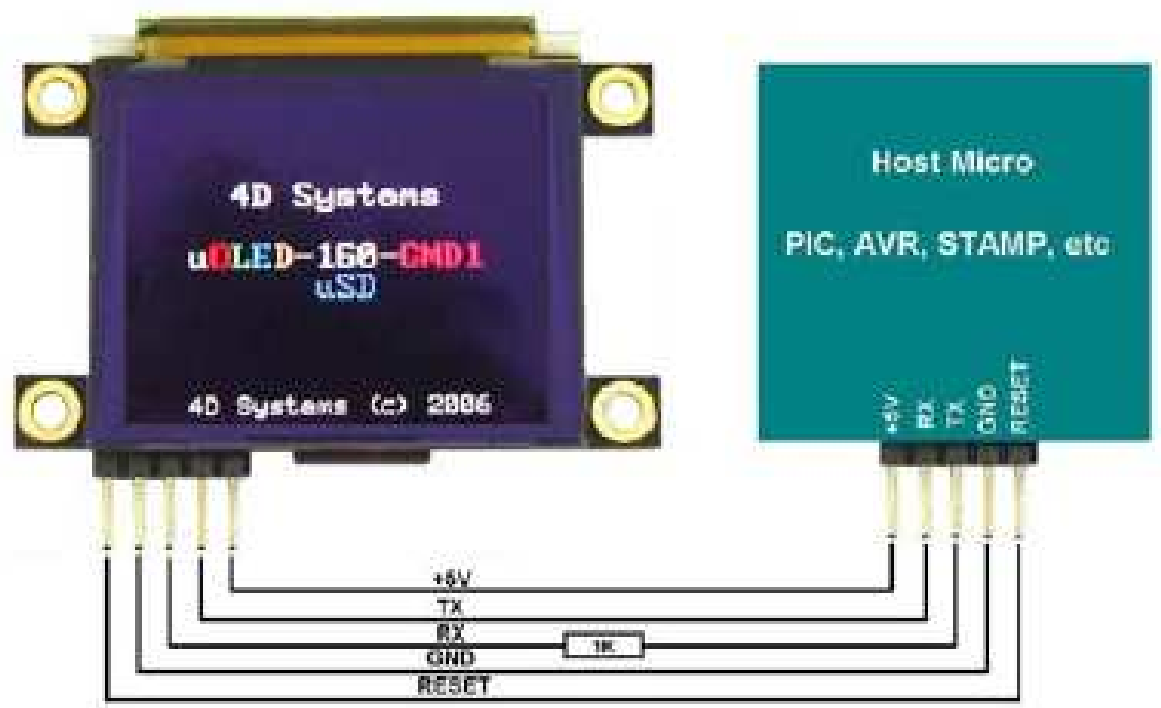 4D Systems
uOLED-160-GMD1
uSD
4D Systems (c) 2006
Host Micro
PIC, AVR, STAMP, etc
+5V RX TX GND RESET
+5V
TX
RX
1K
GND
RESET